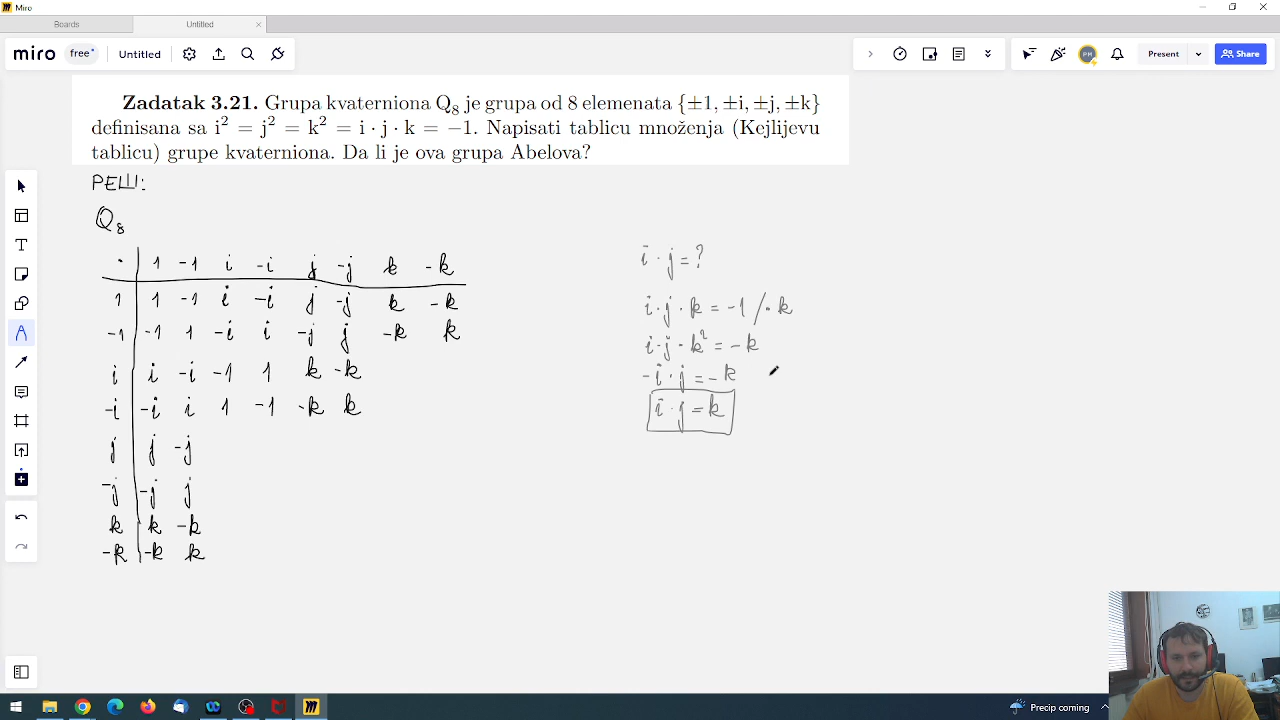 Miro
Boards
Untitled
miro free Untitled
Present
Share
Zadatak 3.21. Grupa kvaterniona Q₈ je grupa od 8 elemenata {±1, ±i, ±j, ±k}
definisana sa i² = j² = k² = i · j · k = −1. Napisati tablicu množenja (Kejlijevu
tablicu) grupe kvaterniona. Da li je ova grupa Abelova?
РЕШ:
Q₈
· 1 -1 i -i j -j k -k
1 1 -1 i -i j -j k -k
-1 -1 1 -i i -j j -k k
i i -i -1 1 k -k
-i -i i 1 -1 -k k
j j -j
-j -j j
k k -k
-k -k k
i · j = ?
i · j · k = -1 / · k
i · j · k² = -k
-i · j = -k
i · j = k
PM
Precip coming